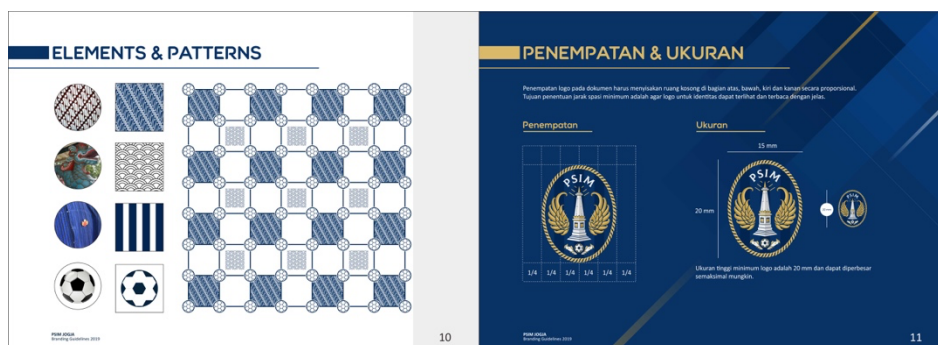 ELEMENTS & PATTERNS
PSIM JOGJA
Branding Guidelines 2019
10
PENEMPATAN & UKURAN
Penempatan logo pada dokumen harus menyisakan ruang kosong di bagian atas, bawah, kiri dan kanan secara proporsional.
Tujuan penentuan jarak spasi minimum adalah agar logo untuk identitas dapat terlihat dan terbaca dengan jelas.
Penempatan
PSIM
1/4 1/4 1/4 1/4 1/4 1/4
Ukuran
15 mm
20 mm
PSIM
PSIM
Ukuran tinggi minimum logo adalah 20 mm dan dapat diperbesar
semaksimal mungkin.
PSIM JOGJA
Branding Guidelines 2019
11